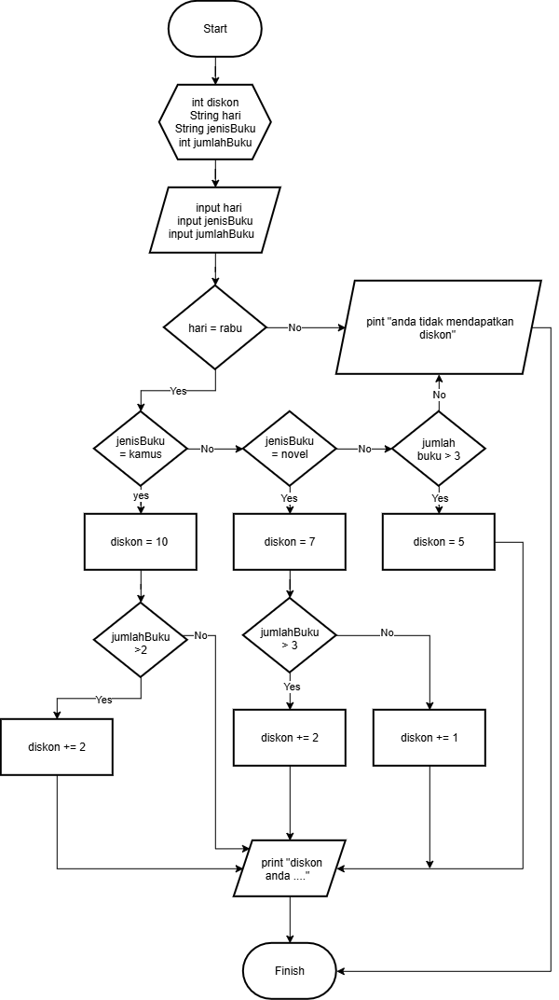 Start
int diskon
String hari
String jenisBuku
int jumlahBuku
input hari
input jenisBuku
input jumlahBuku
hari = rabu
No
pint "anda tidak mendapatkan
diskon"
Yes
No
jenisBuku
= kamus
No
jenisBuku
= novel
No
jumlah
buku > 3
yes
Yes
Yes
diskon = 10
diskon = 7
diskon = 5
jumlahBuku
>2
No
jumlahBuku
> 3
No
Yes
Yes
diskon += 2
diskon += 2
diskon += 1
print "diskon
anda ...."
Finish